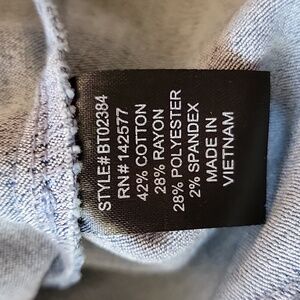 STYLE# BT02384
RN# 142577
42% COTTON
28% RAYON
28% POLYESTER
2% SPANDEX
MADE IN
VIETNAM